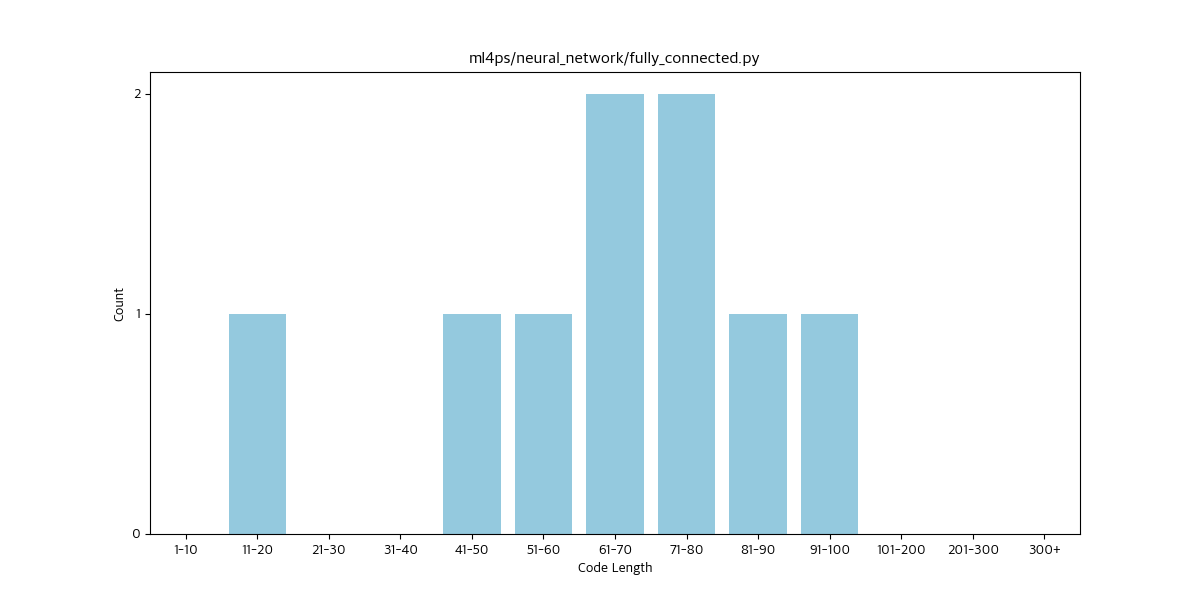 ml4ps/neural_network/fully_connected.py
2
1
0
Count
1-10 11-20 21-30 31-40 41-50 51-60 61-70 71-80 81-90 91-100 101-200 201-300 300+
Code Length